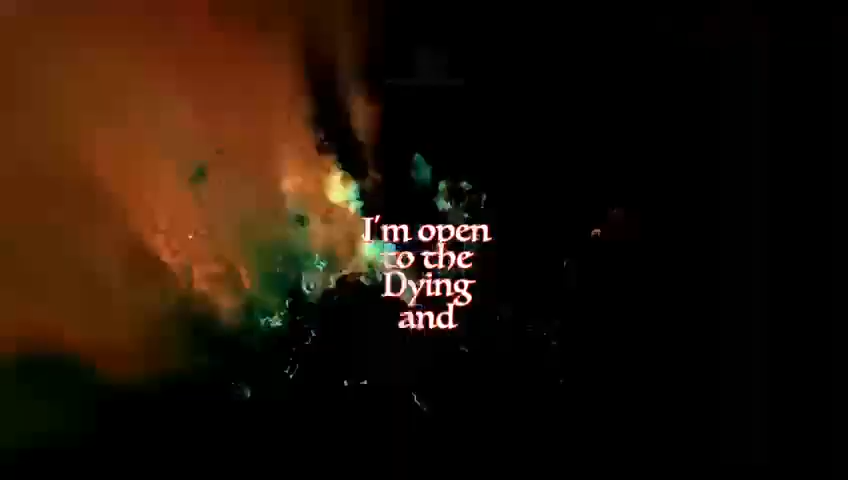 I'm open
to the
Dying
and